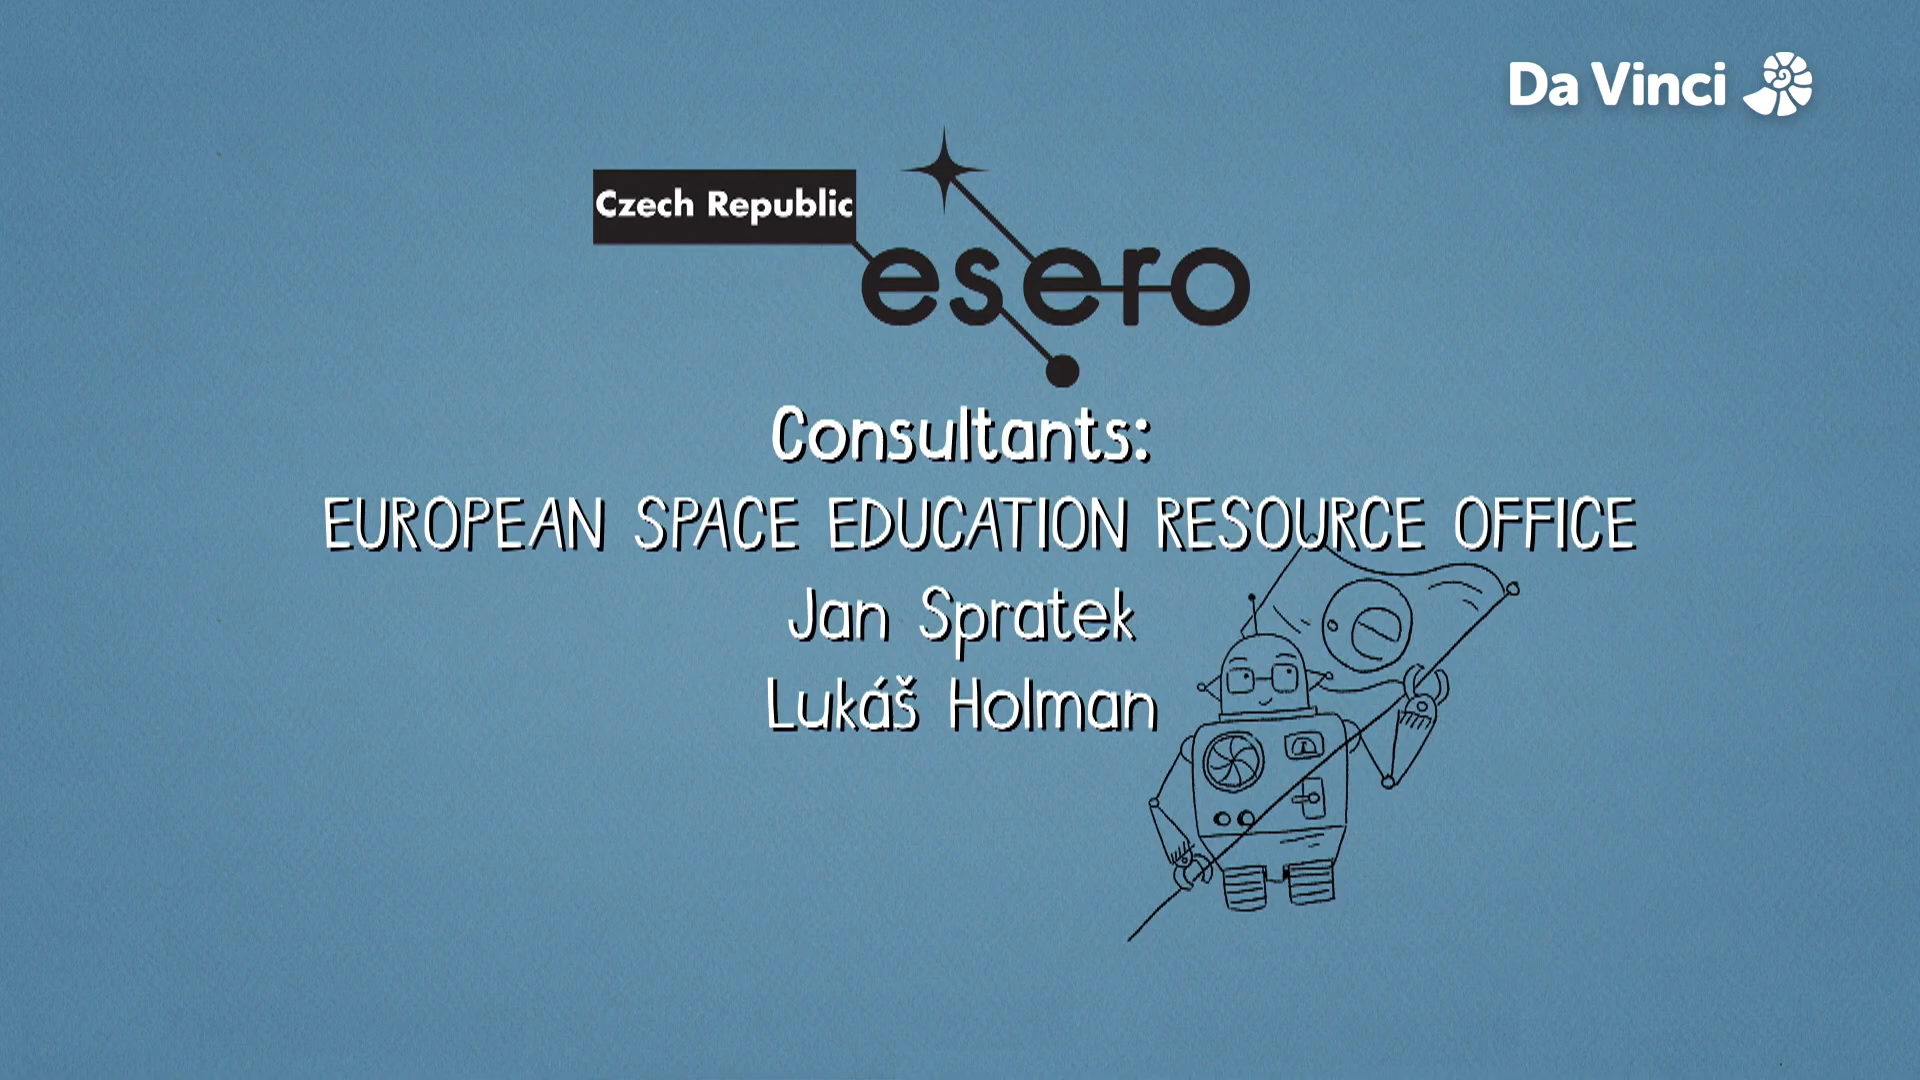 Da Vinci
Czech Republic
esero
Consultants:
EUROPEAN SPACE EDUCATION RESOURCE OFFICE
Jan Spratek
Lukáš Holman